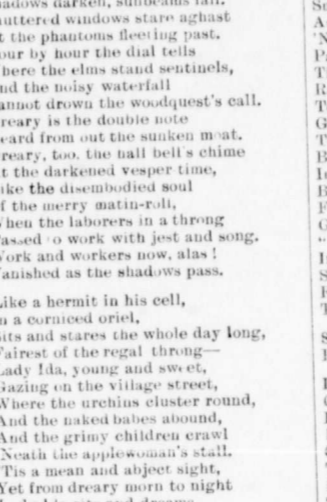 hadows darken, sunbeams fall.
huttered windows stare aghast
t the phantoms fleeting past.
our by hour the dial tells
here the elms stand sentinels,
nd the noisy waterfall
annot drown the woodquest's call.
reary is the double note
eard from out the sunken moat.
reary, too, the hall bell's chime
t the darkened vesper time,
ike the disembodied soul
f the merry matin-roll,
hen the laborers in a throng
assed o work with jest and song.
ork and workers now, alas!
anished as the shadows pass.
ike a hermit in his cell,
n a corniced oriel,
its and stares the whole day long,
airest of the regal throng—
Lady Ida, young and sweet,
Gazing on the village street,
Where the urchins cluster round,
And the naked babes abound,
And the grimy children crawl
'Neath the applewoman's stall.
'Tis a mean and abject sight,
Yet from dreary morn to night